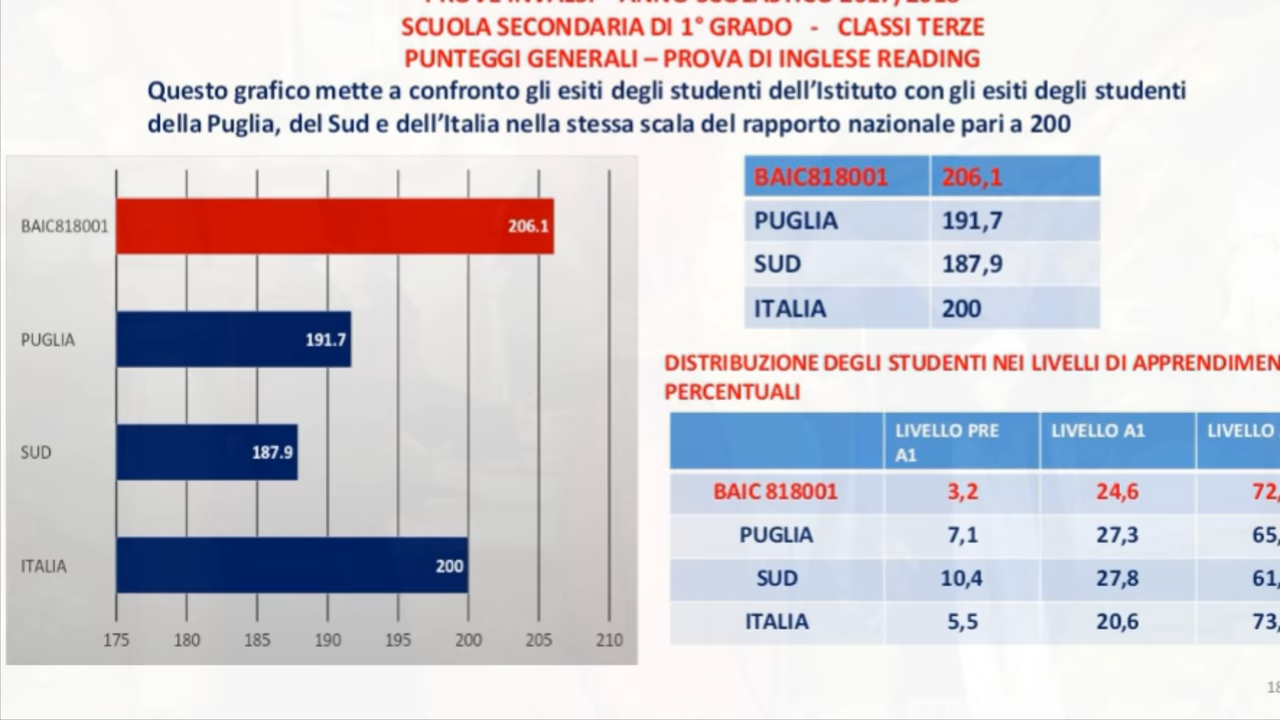 SCUOLA SECONDARIA DI 1° GRADO - CLASSI TERZE
PUNTEGGI GENERALI – PROVA DI INGLESE READING
Questo grafico mette a confronto gli esiti degli studenti dell'Istituto con gli esiti degli studenti
della Puglia, del Sud e dell'Italia nella stessa scala del rapporto nazionale pari a 200
BAIC818001 206.1
PUGLIA 191.7
SUD 187.9
ITALIA 200
175 180 185 190 195 200 205 210
BAIC818001 206,1
PUGLIA 191,7
SUD 187,9
ITALIA 200
DISTRIBUZIONE DEGLI STUDENTI NEI LIVELLI DI APPRENDIMEN
PERCENTUALI
LIVELLO PRE A1 LIVELLO A1 LIVELLO
BAIC 818001 3,2 24,6 72,
PUGLIA 7,1 27,3 65,
SUD 10,4 27,8 61,
ITALIA 5,5 20,6 73,
18